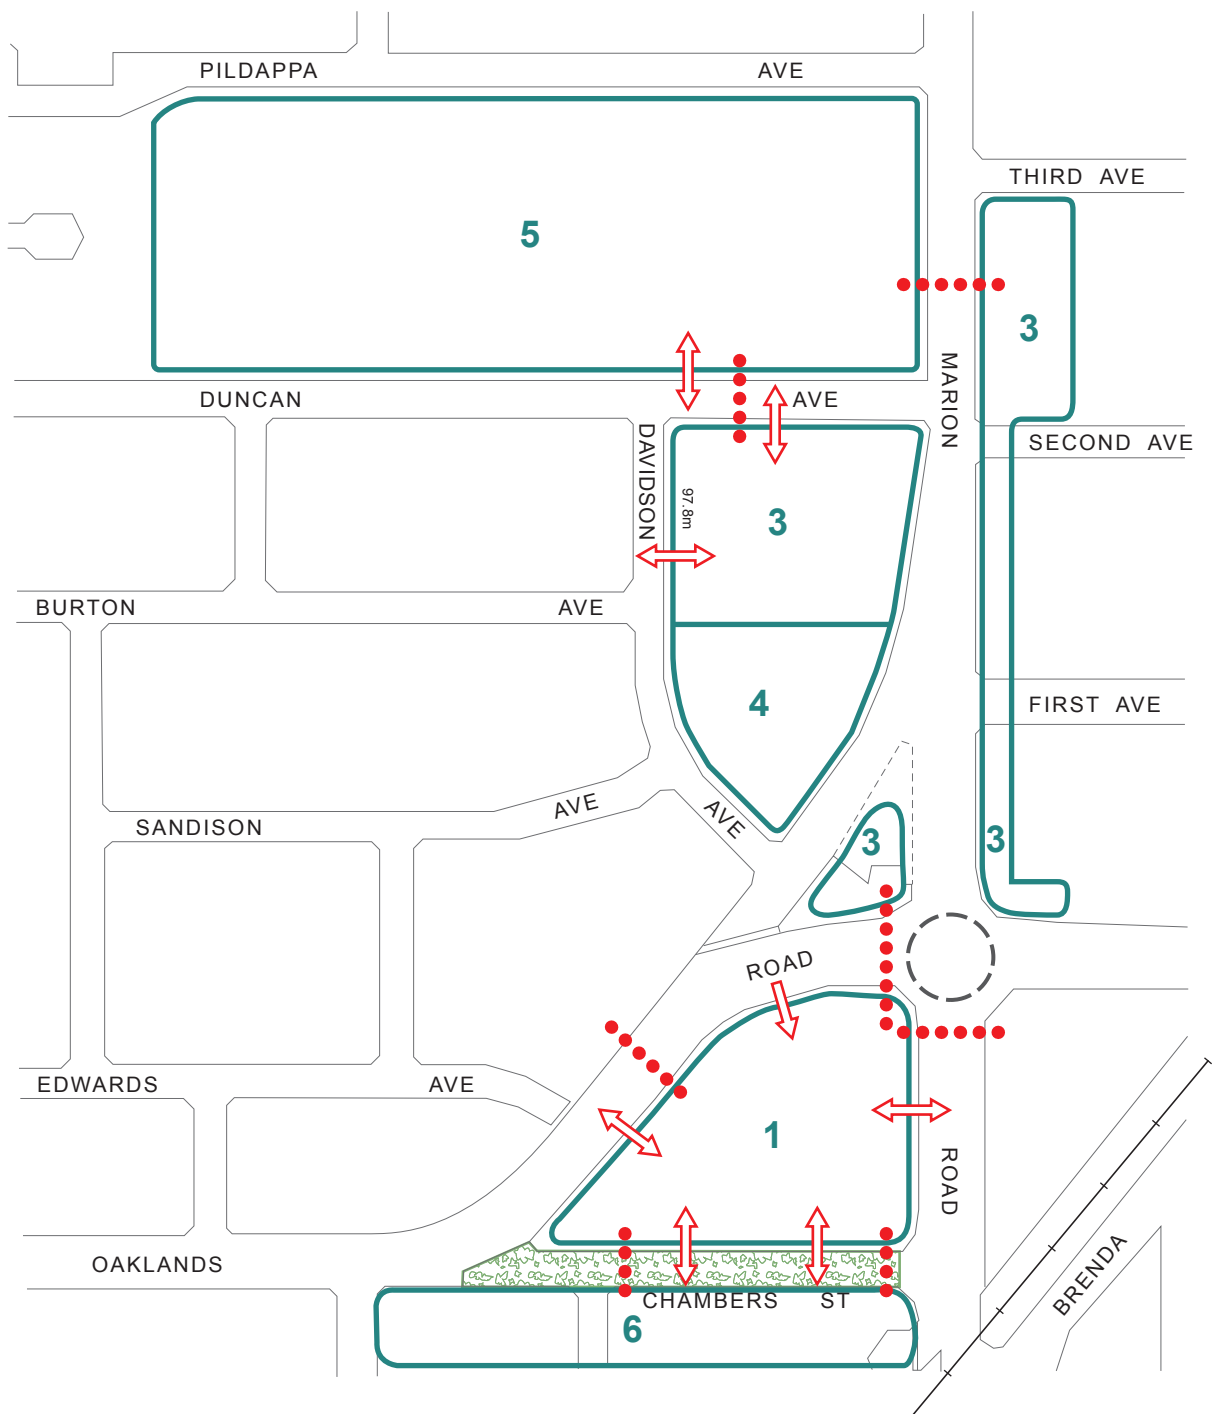 PILDAPPA AVE
THIRD AVE
5
3
MARION
DUNCAN AVE
DAVIDSON
SECOND AVE
97.8m
3
BURTON AVE
4
FIRST AVE
AVE
AVE
SANDISON
3
3
ROAD
EDWARDS AVE
1
ROAD
OAKLANDS
BRENDA
CHAMBERS ST
6